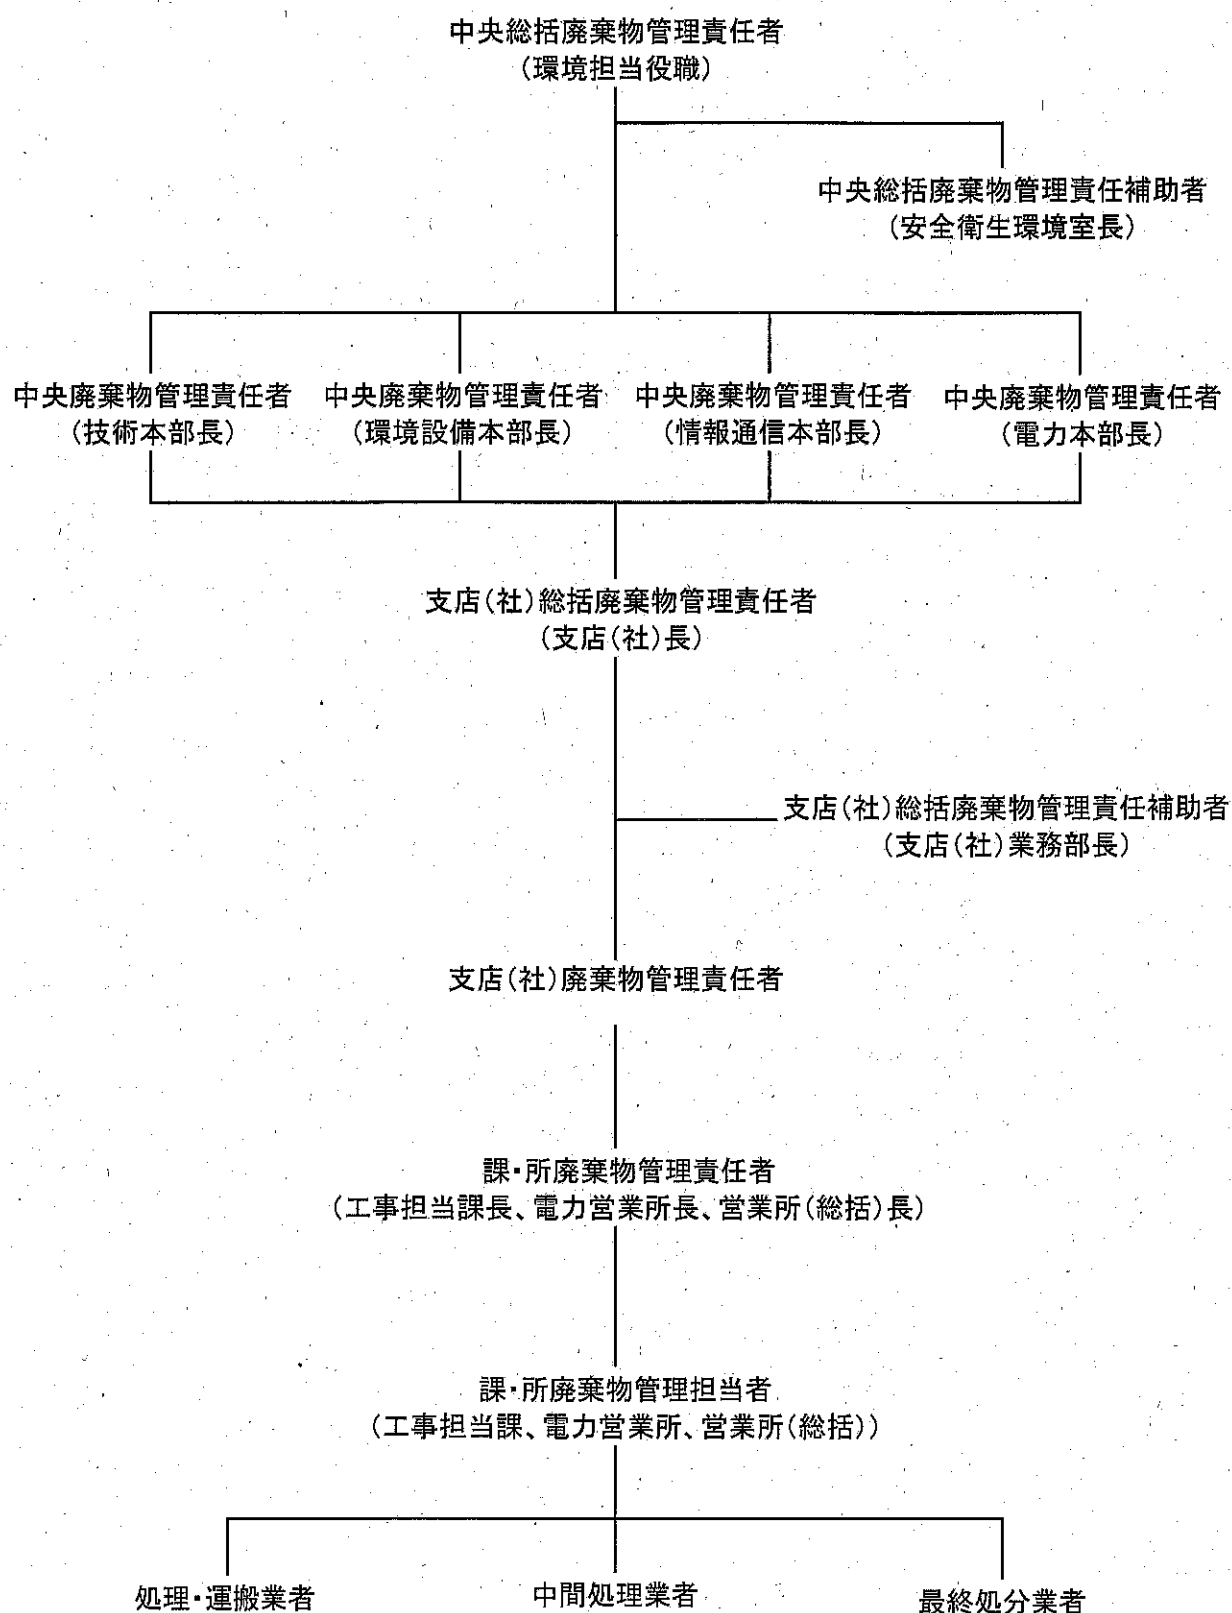 中央総括廃棄物管理責任者
(環境担当役職)
中央総括廃棄物管理責任補助者
(安全衛生環境室長)
中央廃棄物管理責任者
(技術本部長)
中央廃棄物管理責任者
(環境設備本部長)
中央廃棄物管理責任者
(情報通信本部長)
中央廃棄物管理責任者
(電力本部長)
支店(社)総括廃棄物管理責任者
(支店(社)長)
支店(社)総括廃棄物管理責任補助者
(支店(社)業務部長)
支店(社)廃棄物管理責任者
課・所廃棄物管理責任者
(工事担当課長、電力営業所長、営業所(総括)長)
課・所廃棄物管理担当者
(工事担当課、電力営業所、営業所(総括))
処理・運搬業者
中間処理業者
最終処分業者